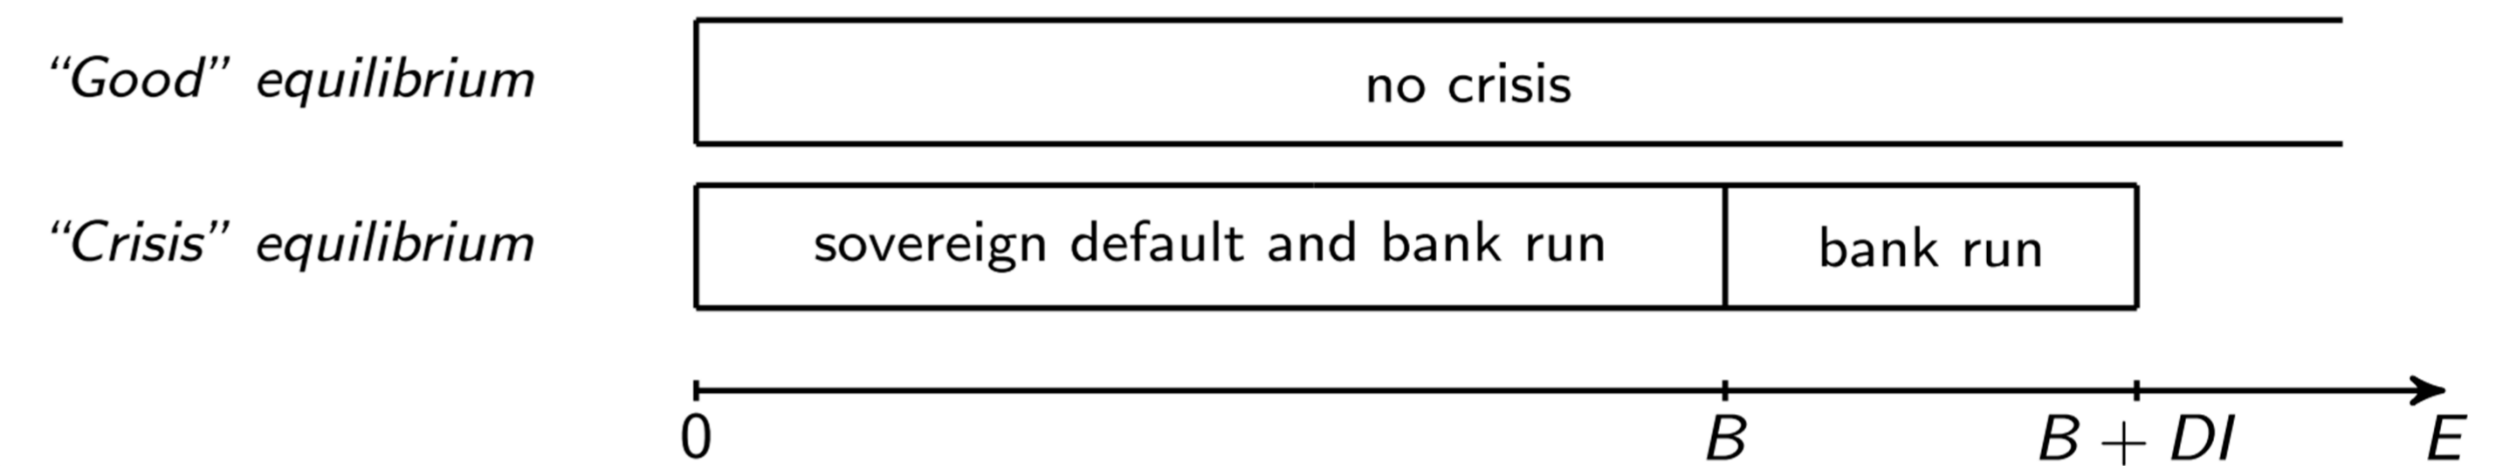 “Good” equilibrium no crisis
“Crisis” equilibrium sovereign default and bank run bank run
0 B B + DI E